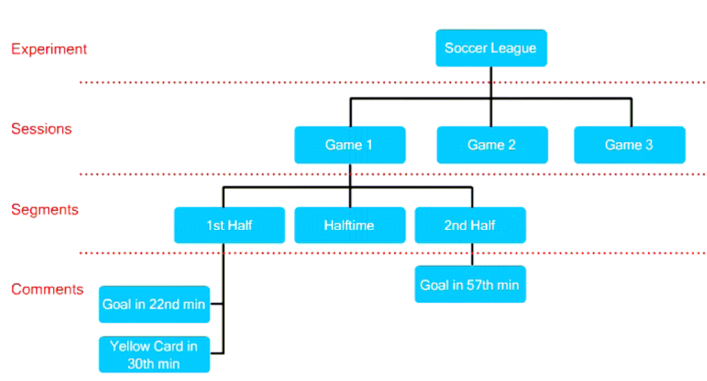 Experiment
Soccer League
Sessions
Game 1
Game 2
Game 3
Segments
1st Half
Halftime
2nd Half
Comments
Goal in 22nd min
Goal in 57th min
Yellow Card in
30th min